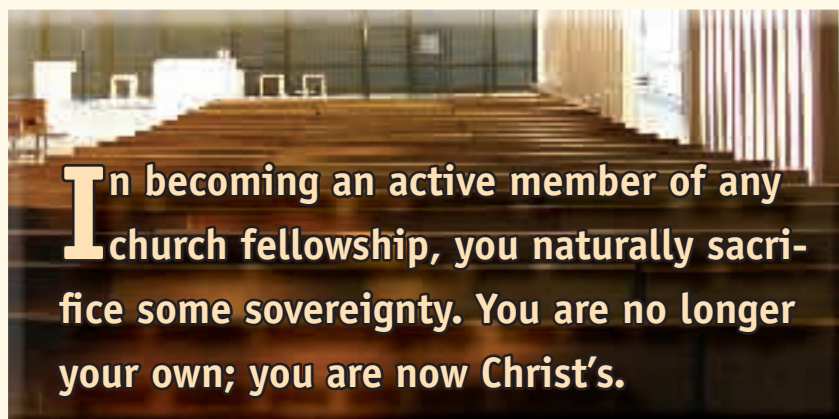 In becoming an active member of any
church fellowship, you naturally sacri-
fice some sovereignty. You are no longer
your own; you are now Christ’s.